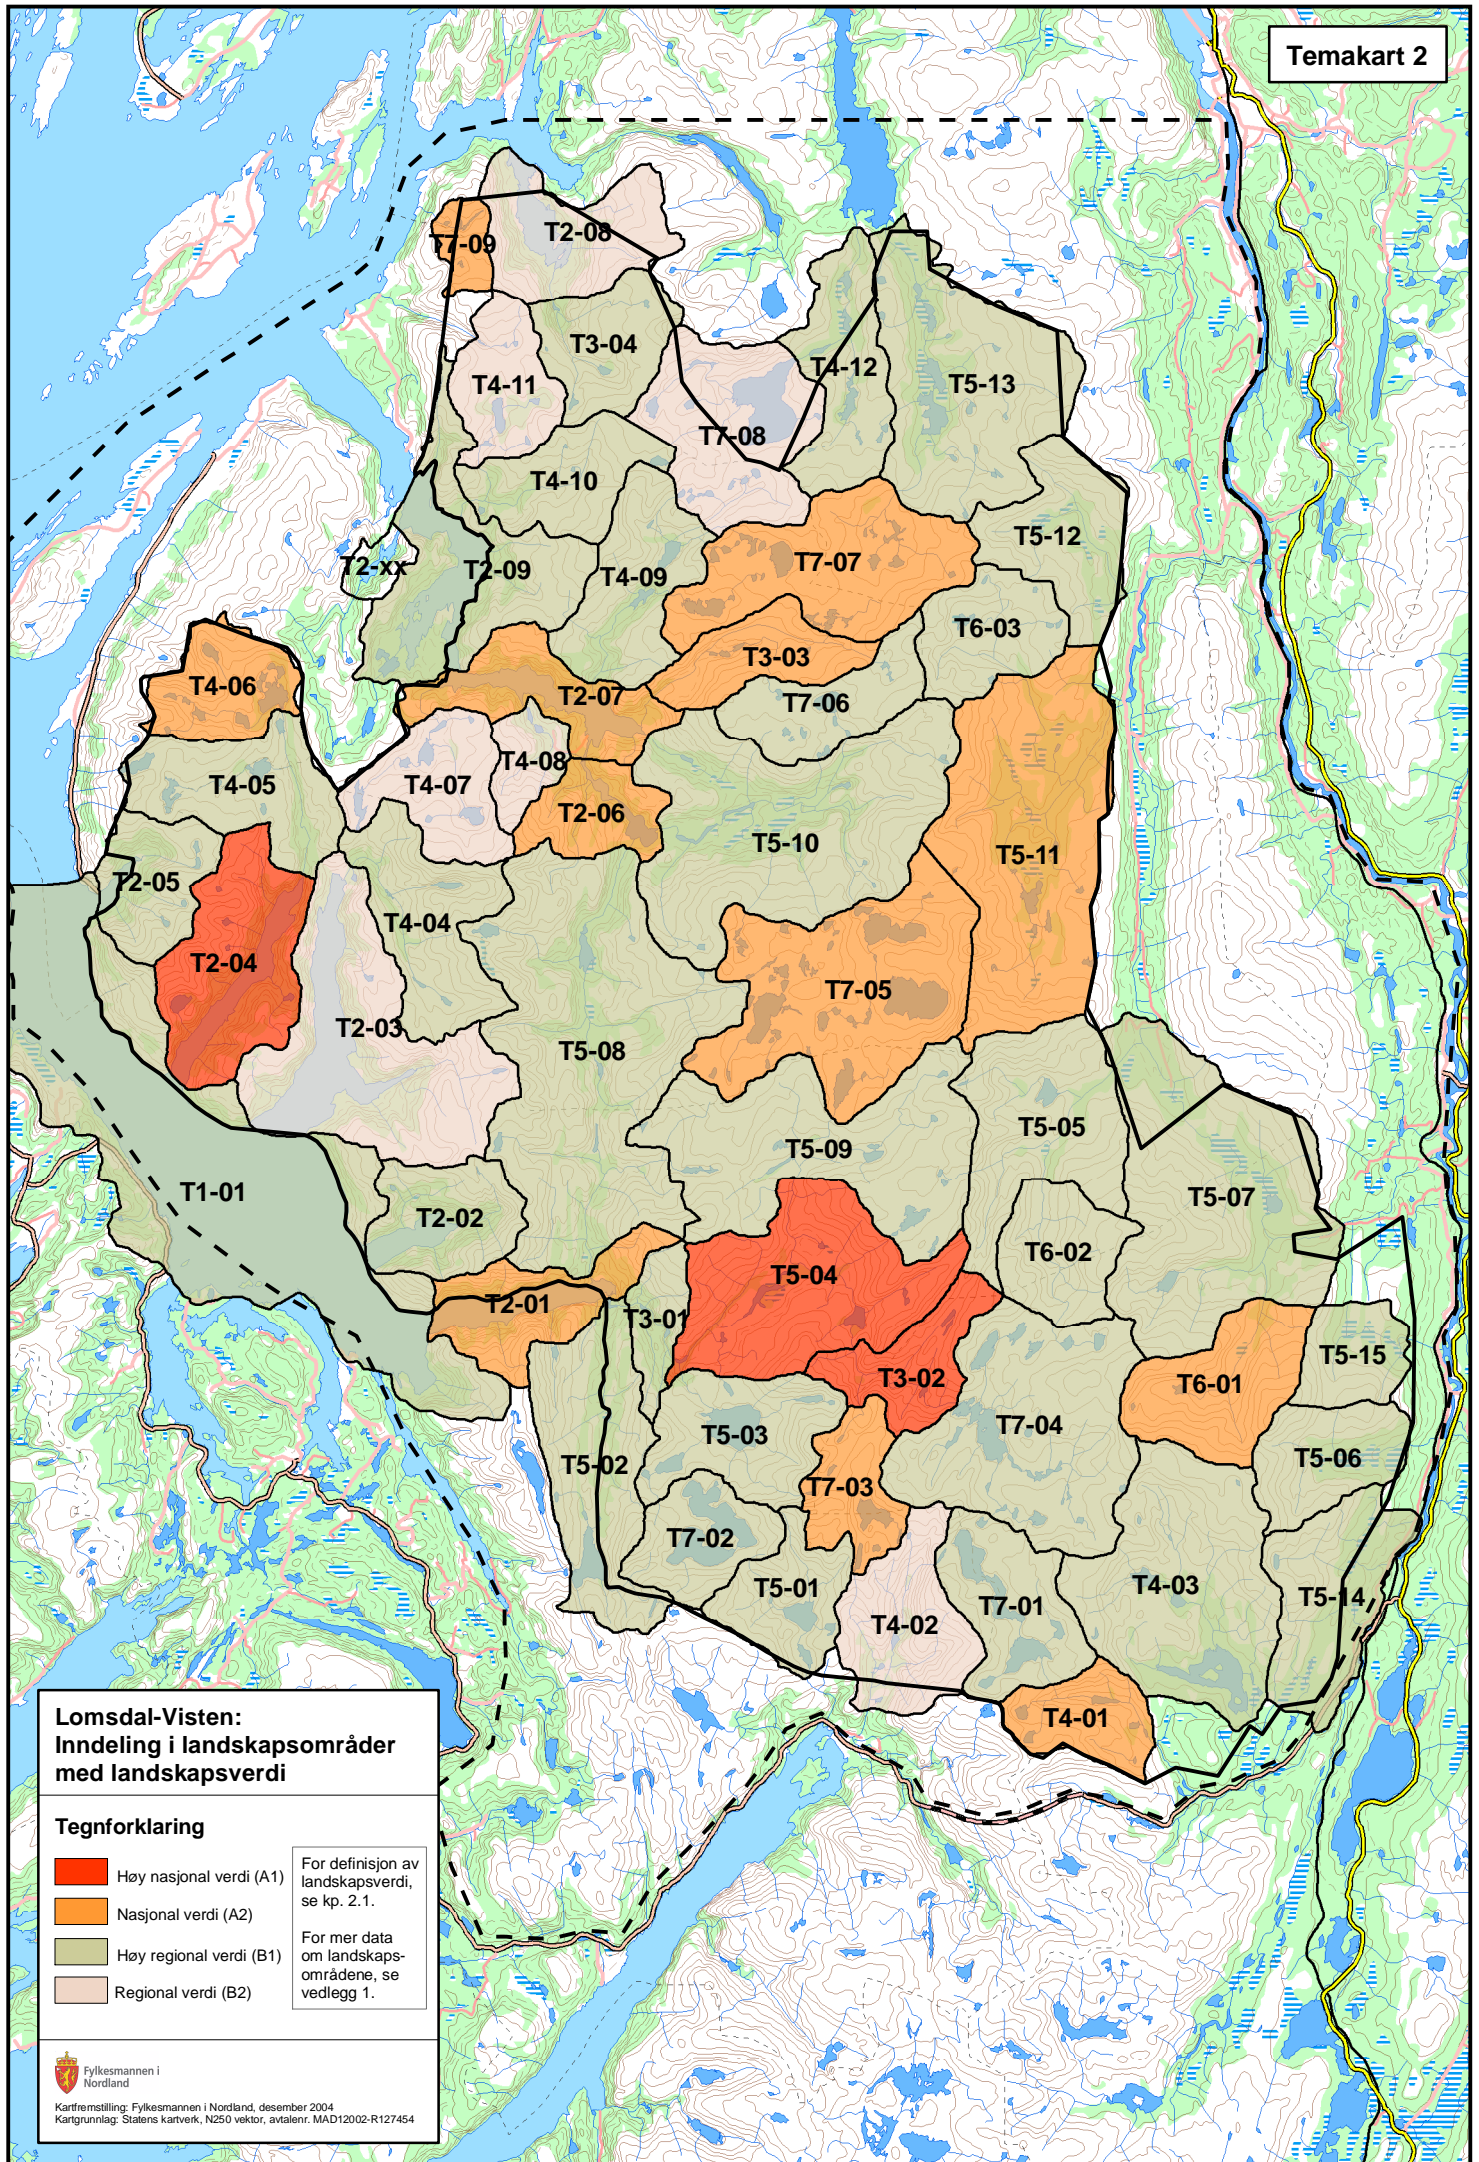 Temakart 2
T7-09
T2-08
T3-04
T4-11
T4-12
T5-13
T7-08
T4-10
T5-12
T2-xx
T2-09
T4-09
T7-07
T6-03
T3-03
T4-06
T2-07
T7-06
T4-08
T4-05
T4-07
T2-06
T5-10
T5-11
T2-05
T4-04
T2-04
T7-05
T2-03
T5-08
T5-05
T5-09
T1-01
T2-02
T5-07
T6-02
T5-04
T2-01
T3-01
T5-15
T3-02
T6-01
T7-04
T5-03
T5-02
T5-06
T7-03
T7-02
T5-01
T4-03
T5-14
T7-01
T4-02
T4-01
Lomsdal-Visten:
Inndeling i landskapsområder
med landskapsverdi
Tegnforklaring
Høy nasjonal verdi (A1)
Nasjonal verdi (A2)
Høy regional verdi (B1)
Regional verdi (B2)
For definisjon av
landskapsverdi,
se kp. 2.1.
For mer data
om landskaps-
områdene, se
vedlegg 1.
Fylkesmannen i
Nordland
Kartfremstilling: Fylkesmannen i Nordland, desember 2004
Kartgrunnlag: Statens kartverk, N250 vektor, avtalenr. MAD12002-R127454